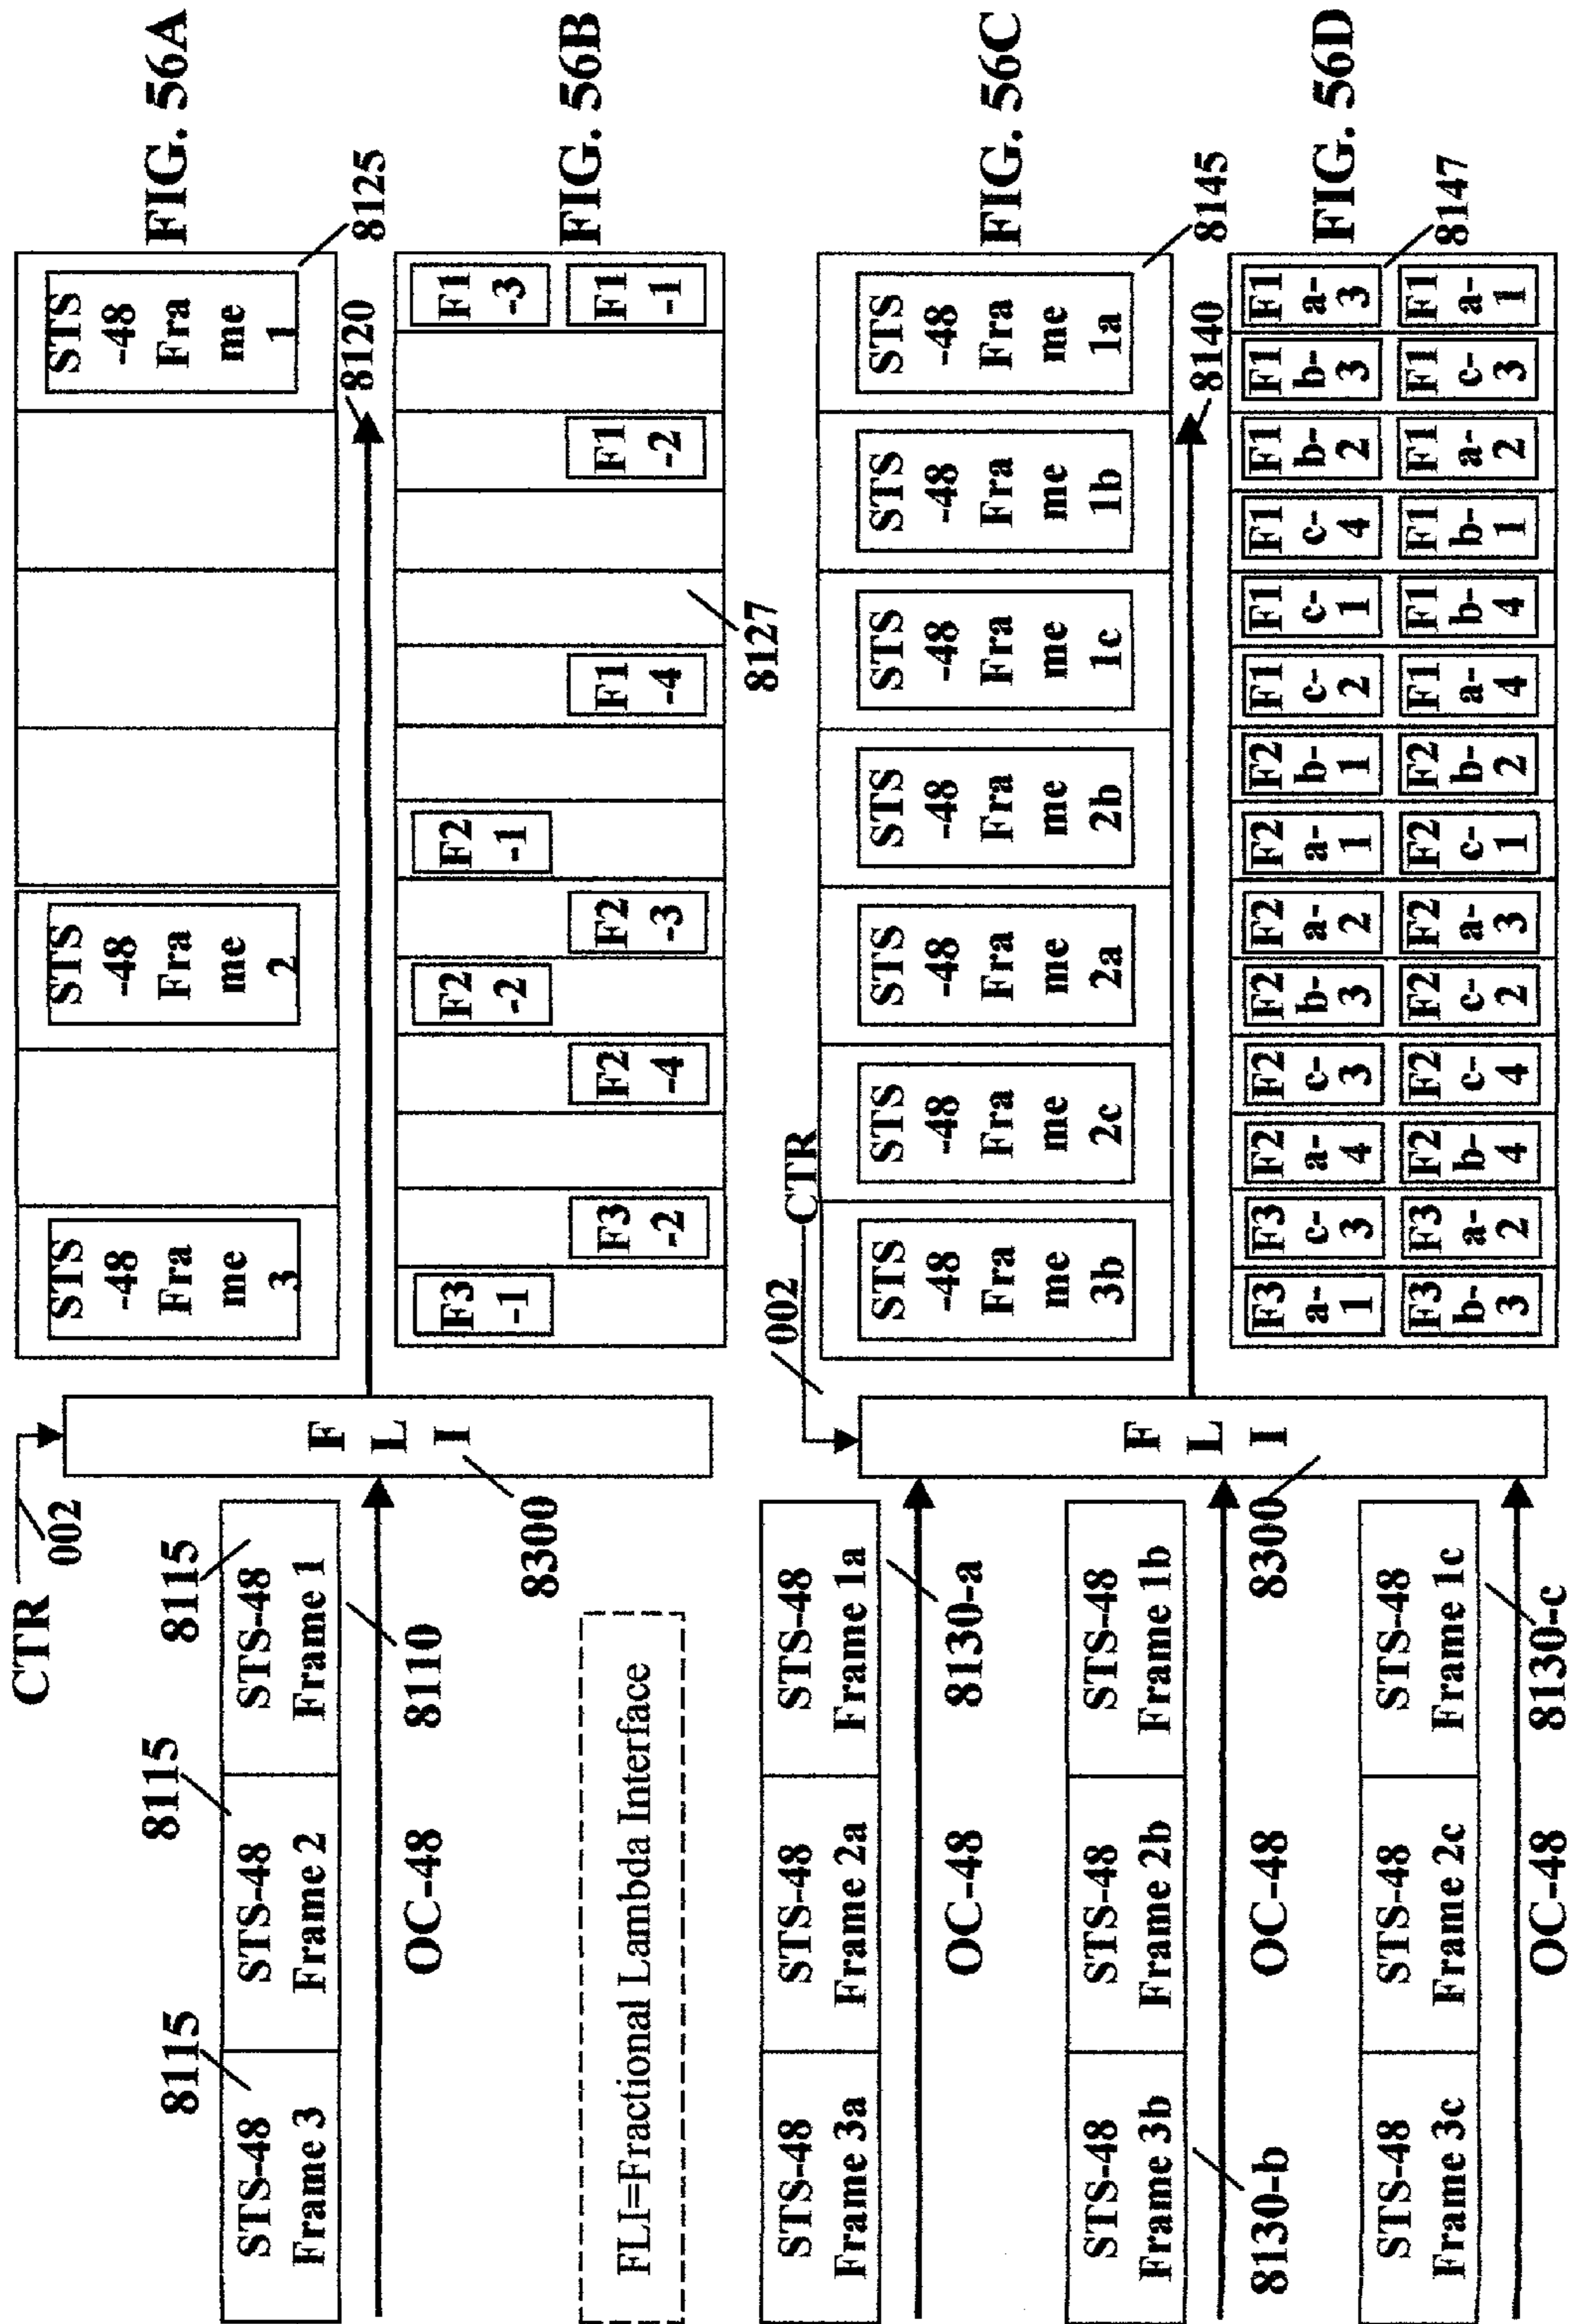 CTR
002
8115
8115
8115
STS-48
Frame 3
STS-48
Frame 2
STS-48
Frame 1
8110
OC-48
F
L
I
8300
FLI=Fractional Lambda Interface
STS
-48
Fra
me
3
STS
-48
Fra
me
2
STS
-48
Fra
me
1
FIG. 56A
8125
8120
F3
-1
F2
-2
F2
-1
F1
-3
F3
-2
F2
-4
F2
-3
F1
-4
F1
-2
F1
-1
FIG. 56B
8127
002
CTR
STS-48
Frame 3a
STS-48
Frame 2a
STS-48
Frame 1a
8130-a
OC-48
STS-48
Frame 3b
STS-48
Frame 2b
STS-48
Frame 1b
8130-b
OC-48
STS-48
Frame 3c
STS-48
Frame 2c
STS-48
Frame 1c
8130-c
OC-48
F
L
I
8300
STS
-48
Fra
me
3b
STS
-48
Fra
me
2c
STS
-48
Fra
me
2a
STS
-48
Fra
me
2b
STS
-48
Fra
me
1c
STS
-48
Fra
me
1b
STS
-48
Fra
me
1a
FIG. 56C
8145
8140
F3
a-
1
F3
c-
3
F2
a-
4
F2
c-
3
F2
b-
3
F2
a-
2
F2
a-
1
F2
b-
1
F1
c-
2
F1
c-
1
F1
c-
4
F1
b-
2
F1
b-
3
F1
a-
3
F3
b-
3
F3
a-
2
F2
b-
4
F2
c-
4
F2
c-
2
F2
a-
3
F2
c-
1
F2
b-
2
F1
a-
4
F1
b-
4
F1
b-
1
F1
a-
2
F1
c-
3
F1
a-
1
FIG. 56D
8147